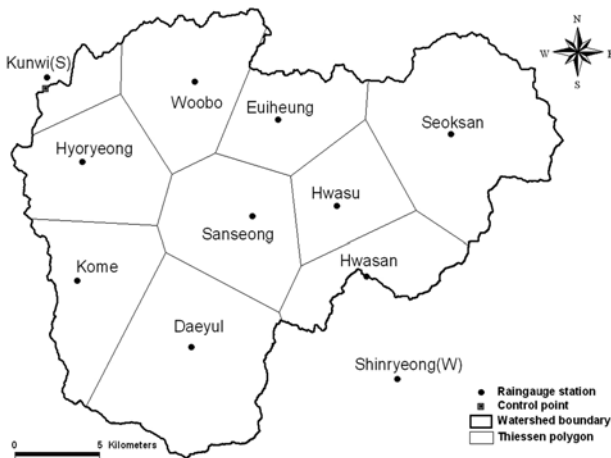 N
W E
S
Kunwi(S)
Woobo
Euiheung
Seoksan
Hyoryeong
Hwasu
Sanseong
Hwasan
Kome
Daeyul
Shinryeong(W)
Raingauge station
Control point
Watershed boundary
Thiessen polygon
0 5 Kilometers